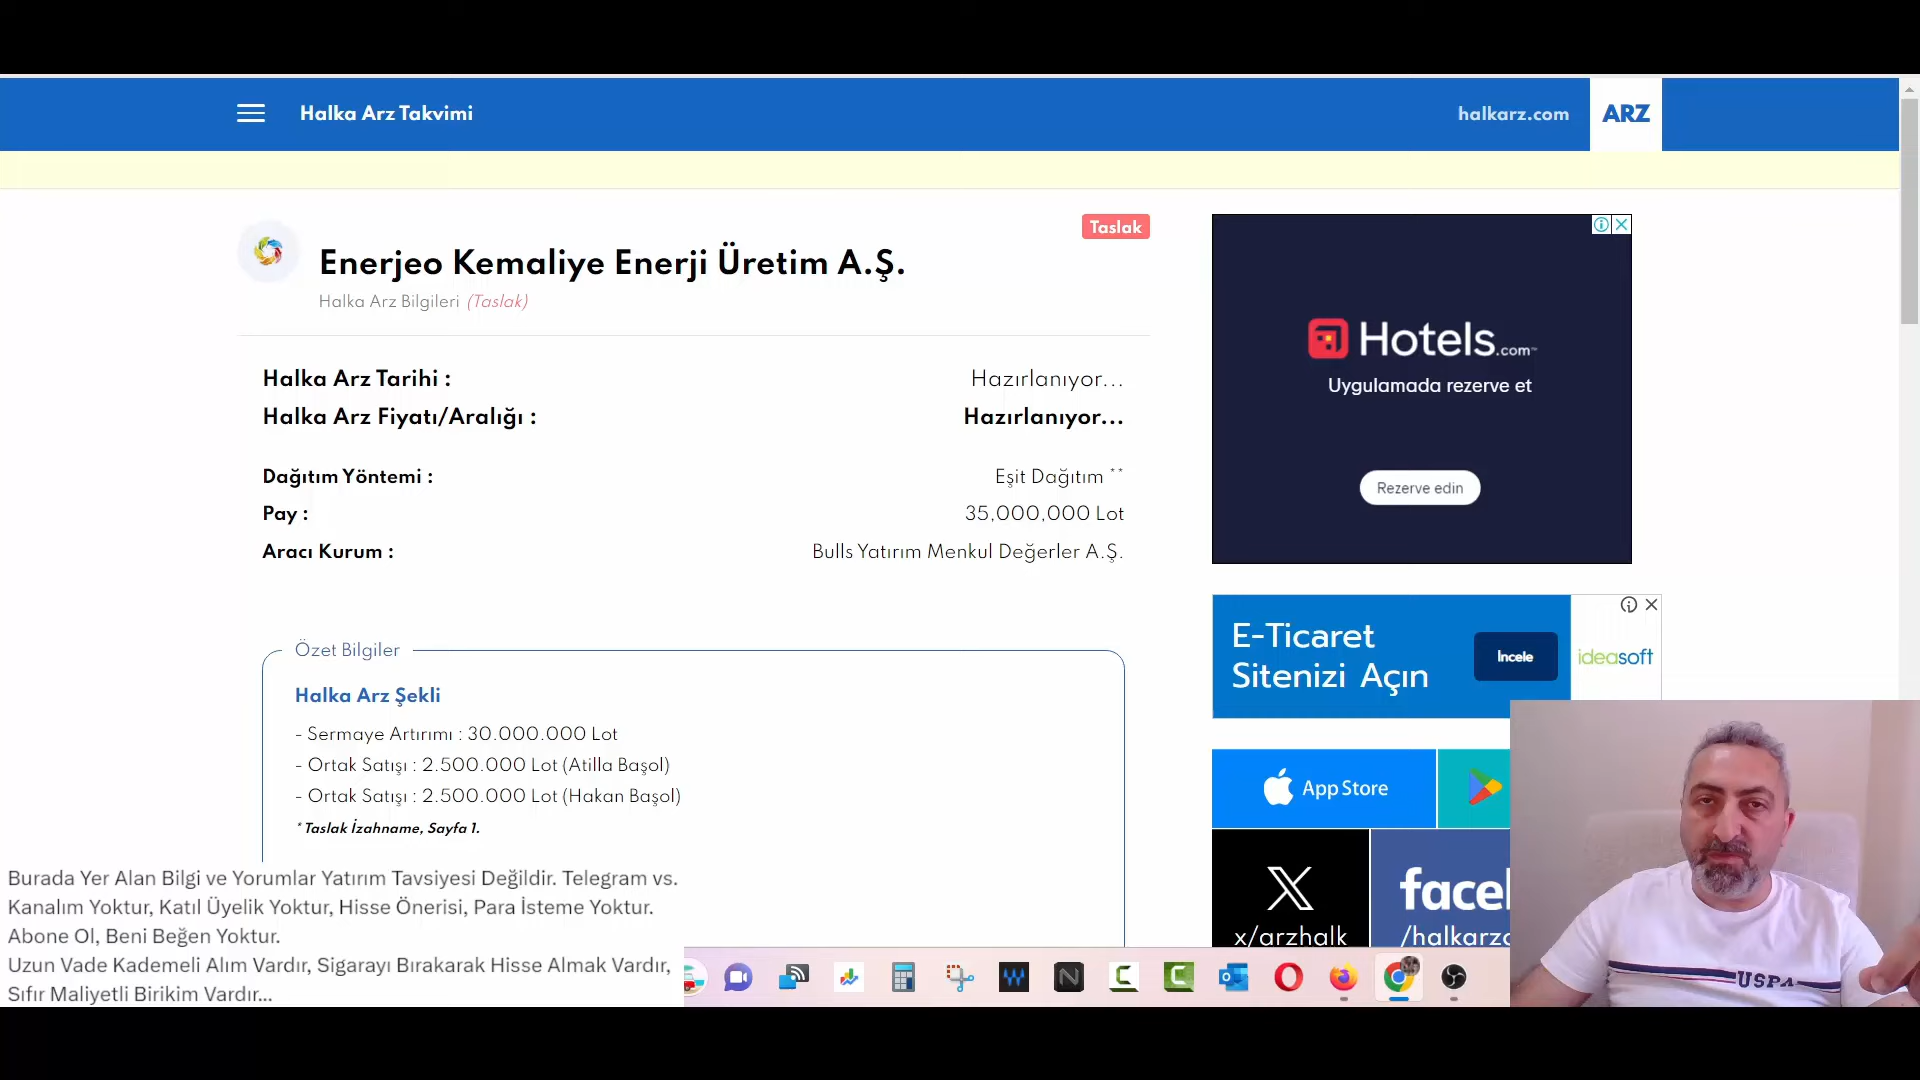 Halka Arz Takvimi
halkarz.com
ARZ
Taslak
Enerjeo Kemaliye Enerji Üretim A.Ş.
Halka Arz Bilgileri (Taslak)
Halka Arz Tarihi :
Hazırlanıyor...
Halka Arz Fiyatı/Aralığı :
Hazırlanıyor...
Dağıtım Yöntemi :
Eşit Dağıtım **
Pay :
35,000,000 Lot
Aracı Kurum :
Bulls Yatırım Menkul Değerler A.Ş.
Özet Bilgiler
Halka Arz Şekli
- Sermaye Artırımı : 30.000.000 Lot
- Ortak Satışı : 2.500.000 Lot (Atilla Başol)
- Ortak Satışı : 2.500.000 Lot (Hakan Başol)
* Taslak İzahname, Sayfa 1.
Hotels.com™
Uygulamada rezerve et
Rezerve edin
E-Ticaret
Sitenizi Açın
İncele
ideasoft
App Store
x/arzhalk
Burada Yer Alan Bilgi ve Yorumlar Yatırım Tavsiyesi Değildir. Telegram vs.
Kanalım Yoktur, Katıl Üyelik Yoktur, Hisse Önerisi, Para İsteme Yoktur.
Abone Ol, Beni Beğen Yoktur.
Uzun Vade Kademeli Alım Vardır, Sigarayı Bırakarak Hisse Almak Vardır,
Sıfır Maliyetli Birikim Vardır...
USPA